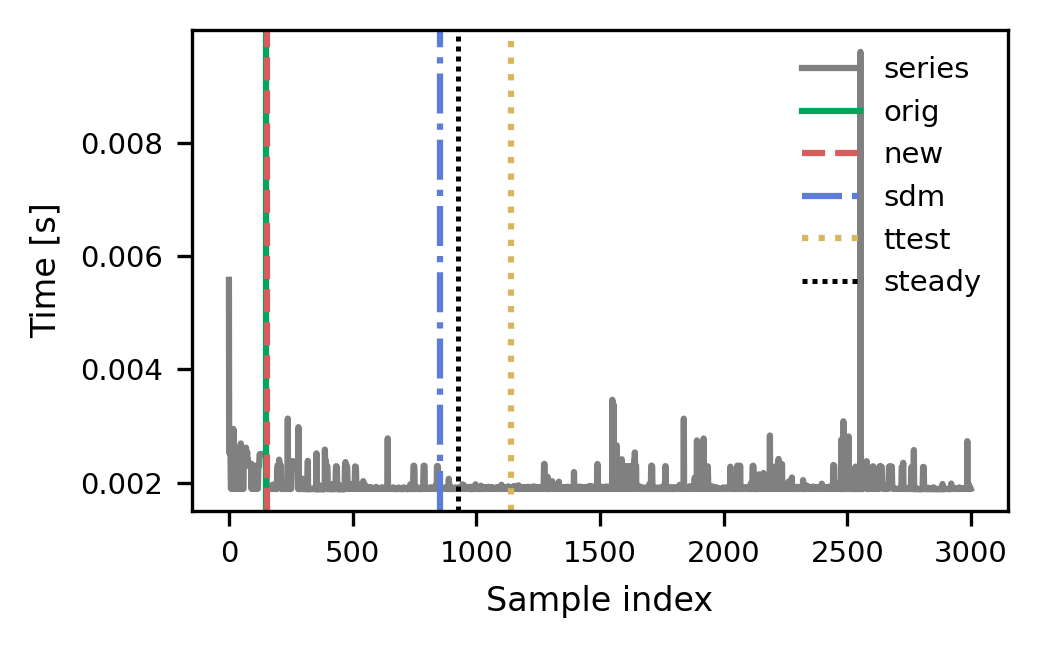 series
orig
new
sdm
ttest
steady
0.008
0.006
0.004
0.002
Time [s]
0
500
1000
1500
2000
2500
3000
Sample index